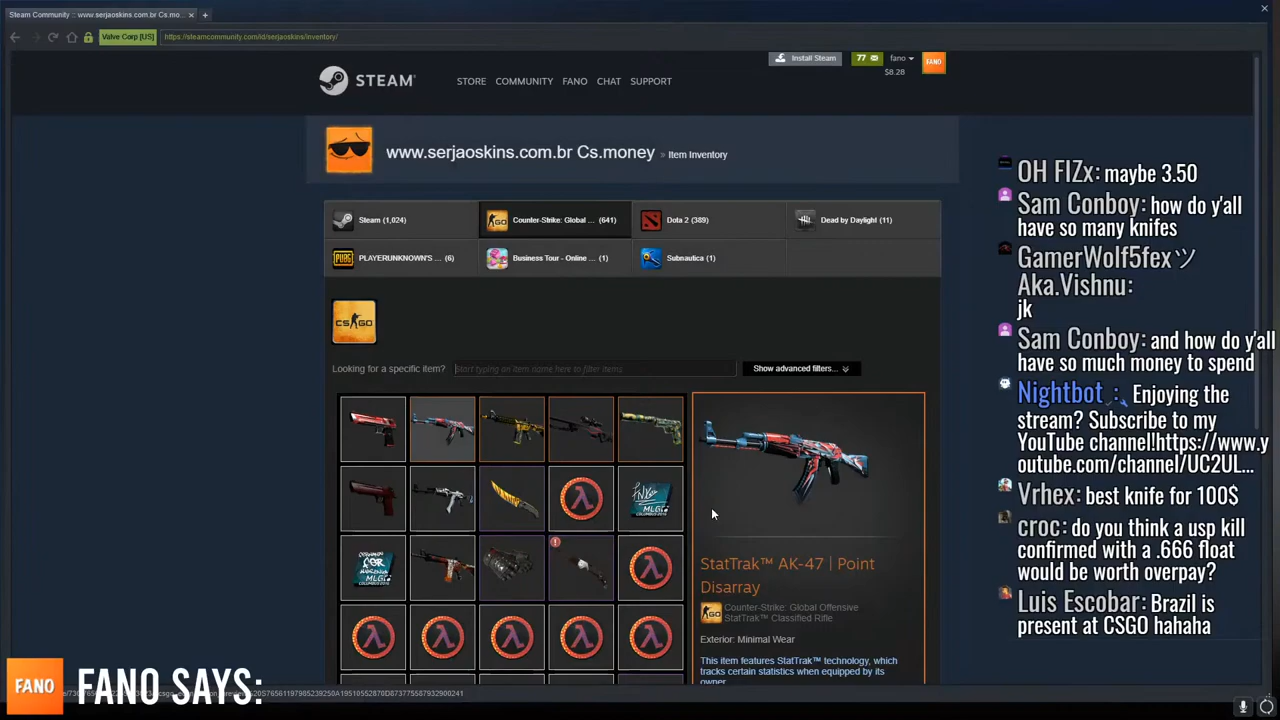 Steam Community :: www.serjaoskins.com.br Cs.mo...
Valve Corp [US]
https://steamcommunity.com/id/serjaoskins/inventory/
Install Steam
77
fano
$8.28
FANO
STEAM
STORE COMMUNITY FANO CHAT SUPPORT
www.serjaoskins.com.br Cs.money » Item Inventory
Steam (1,024)
Counter-Strike: Global ... (641)
Dota 2 (389)
Dead by Daylight (11)
PUBG
PLAYERUNKNOWN'S ... (6)
Business Tour - Online ... (1)
Subnautica (1)
CS GO
Looking for a specific item?
Start typing an item name here to filter items
Show advanced filters...
StatTrak™ AK-47 | Point
Disarray
Counter-Strike: Global Offensive
StatTrak™ Classified Rifle
Exterior: Minimal Wear
This item features StatTrak™ technology, which
tracks certain statistics when equipped by its
owner.
OH FIZx: maybe 3.50
Sam Conboy: how do y'all
have so many knifes
GamerWolf5fexツ
Aka.Vishnu:
jk
Sam Conboy: and how do y'all
have so much money to spend
Nightbot: Enjoying the
stream? Subscribe to my
YouTube channel!https://www.y
outube.com/channel/UC2UL...
Vrhex: best knife for 100$
croc: do you think a usp kill
confirmed with a .666 float
would be worth overpay?
Luis Escobar: Brazil is
present at CSGO hahaha
FANO
FANO SAYS: